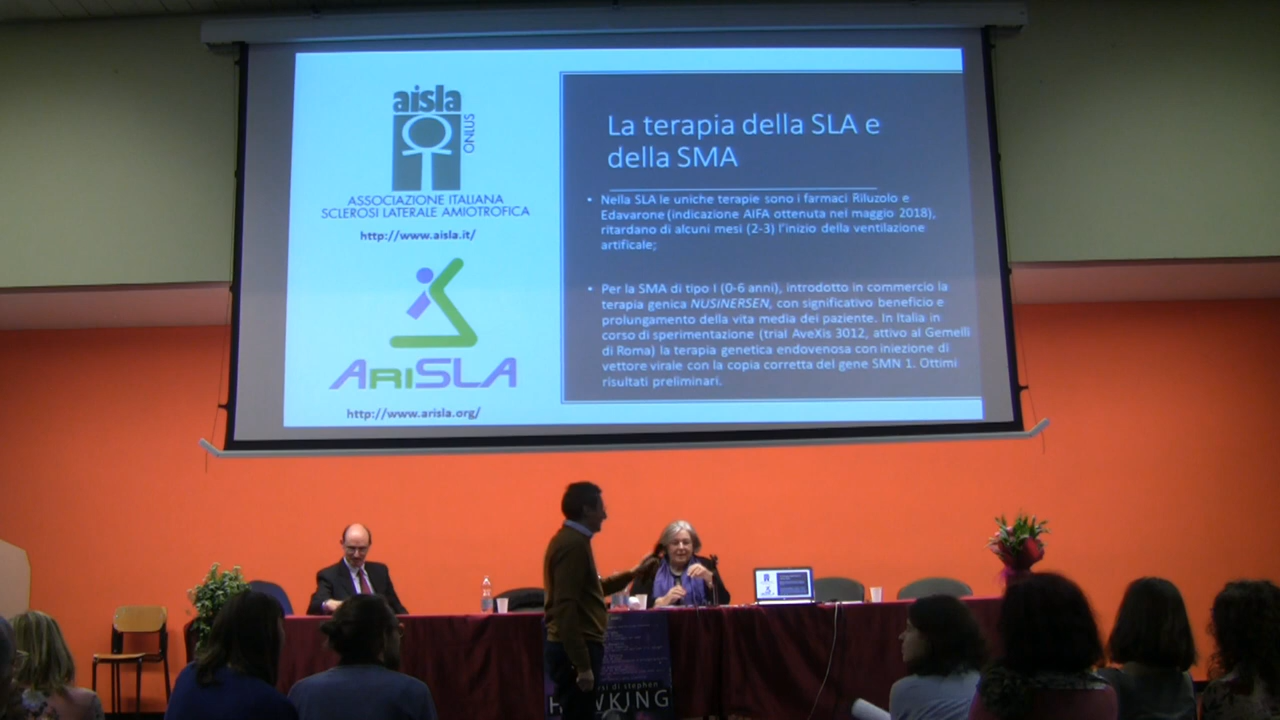 aisla
ONLUS
ASSOCIAZIONE ITALIANA
SCLEROSI LATERALE AMIOTROFICA
http://www.aisla.it/
ARiSLA
http://www.arisla.org/
La terapia della SLA e
della SMA
• Nella SLA le uniche terapie sono i farmaci Riluzolo e
Edavarone (indicazione AIFA ottenuta nel maggio 2018),
ritardano di alcuni mesi (2-3) l'inizio della ventilazione
artificale;
• Per la SMA di tipo I (0-6 anni), introdotto in commercio la
terapia genica NUSINERSEN, con significativo beneficio e
prolungamento della vita media del paziente. In Italia in
corso di sperimentazione (trial AveXis 3012, attivo al Gemelli
di Roma) la terapia genetica endovenosa con iniezione di
vettore virale con la copia corretta del gene SMN 1. Ottimi
risultati preliminari.
di stephen
HAWKING